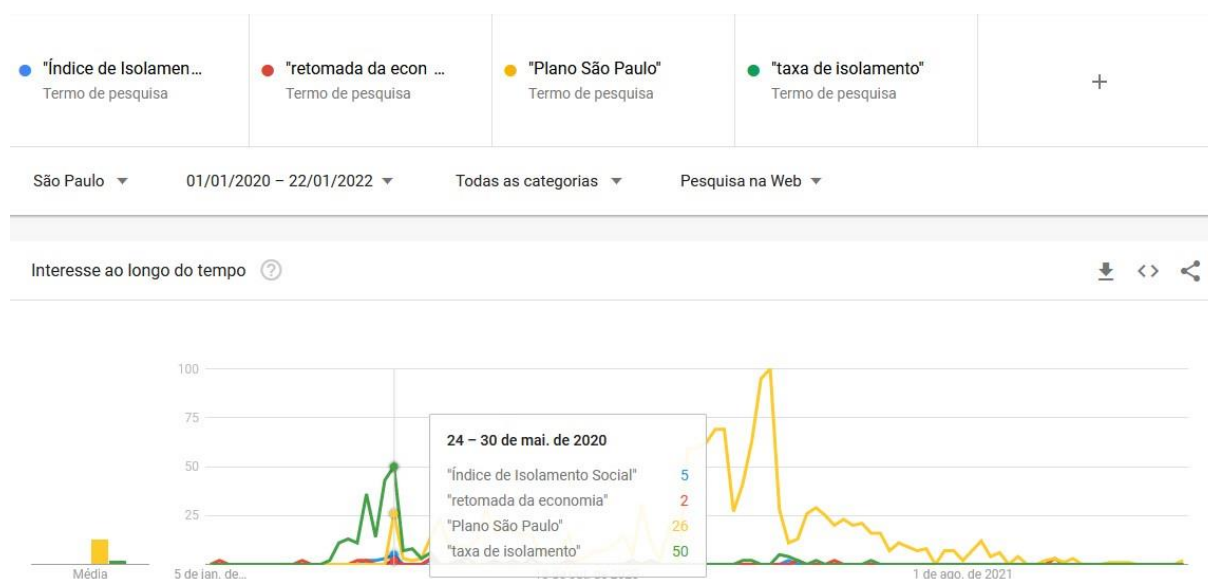 "Índice de Isolamen...
Termo de pesquisa
"retomada da econ ...
Termo de pesquisa
"Plano São Paulo"
Termo de pesquisa
"taxa de isolamento"
Termo de pesquisa
+
São Paulo
01/01/2020 – 22/01/2022
Todas as categorias
Pesquisa na Web
Interesse ao longo do tempo
?
<>
100
75
50
25
24 – 30 de mai. de 2020
"Índice de Isolamento Social" 5
"retomada da economia" 2
"Plano São Paulo" 26
"taxa de isolamento" 50
Média
5 de jan. de...
2020
1 de ago. de 2021